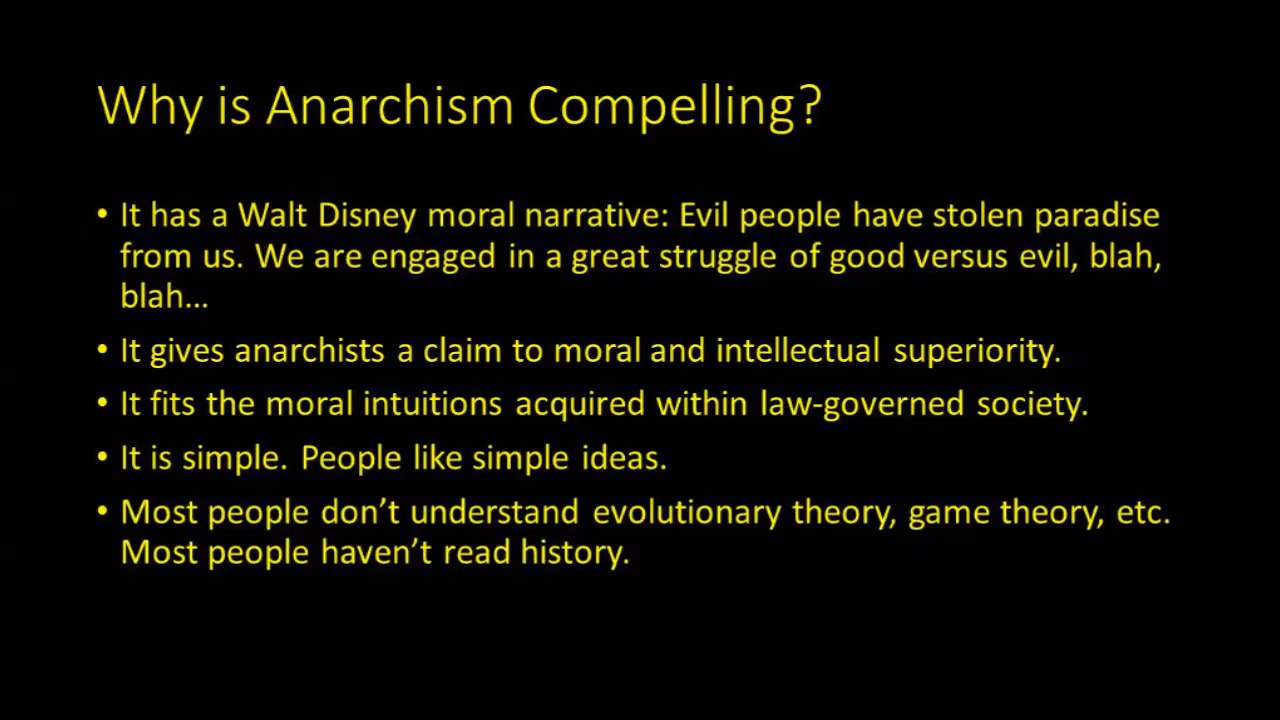 Why is Anarchism Compelling?
• It has a Walt Disney moral narrative: Evil people have stolen paradise
from us. We are engaged in a great struggle of good versus evil, blah,
blah…
• It gives anarchists a claim to moral and intellectual superiority.
• It fits the moral intuitions acquired within law-governed society.
• It is simple. People like simple ideas.
• Most people don’t understand evolutionary theory, game theory, etc.
Most people haven’t read history.